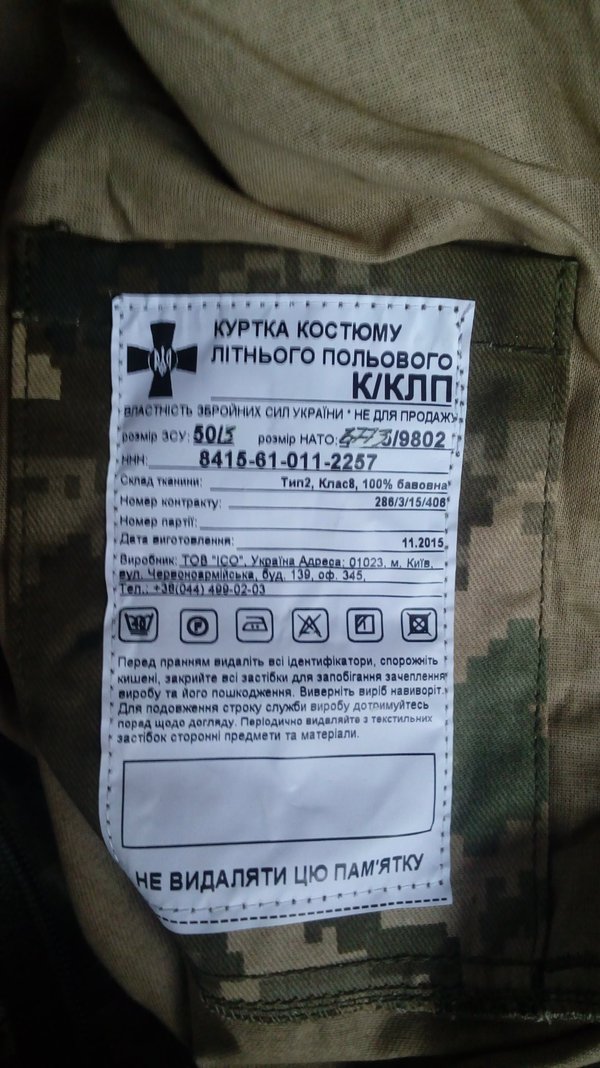 КУРТКА КОСТЮМУ
ЛІТНЬОГО ПОЛЬОВОГО
К/КЛП
ВЛАСТНІСТЬ ЗБРОЙНИХ СИЛ УКРАЇНИ * НЕ ДЛЯ ПРОДАЖУ
розмір ЗСУ: 50/5 розмір НАТО: /9802
ННН: 8415-61-011-2257
Склад тканини: Тип2, Клас8, 100% бавовна
Номер контракту: 286/3/15/406
Номер партії:
Дата виготовлення: 11.2015
Виробник: ТОВ "ІСО", Україна Адреса: 01023, м. Київ,
вул. Червоноармійська, буд. 139, оф. 345,
Тел.: +38(044) 499-02-03
Перед пранням видаліть всі ідентифікатори, спорожніть
кишені, закрийте всі застібки для запобігання зачеплення
виробу та його пошкодження. Виверніть виріб навиворіт.
Для подовження строку служби виробу дотримуйтесь
порад щодо догляду. Періодично видаляйте з текстильних
застібок сторонні предмети та матеріали.
НЕ ВИДАЛЯТИ ЦЮ ПАМ'ЯТКУ